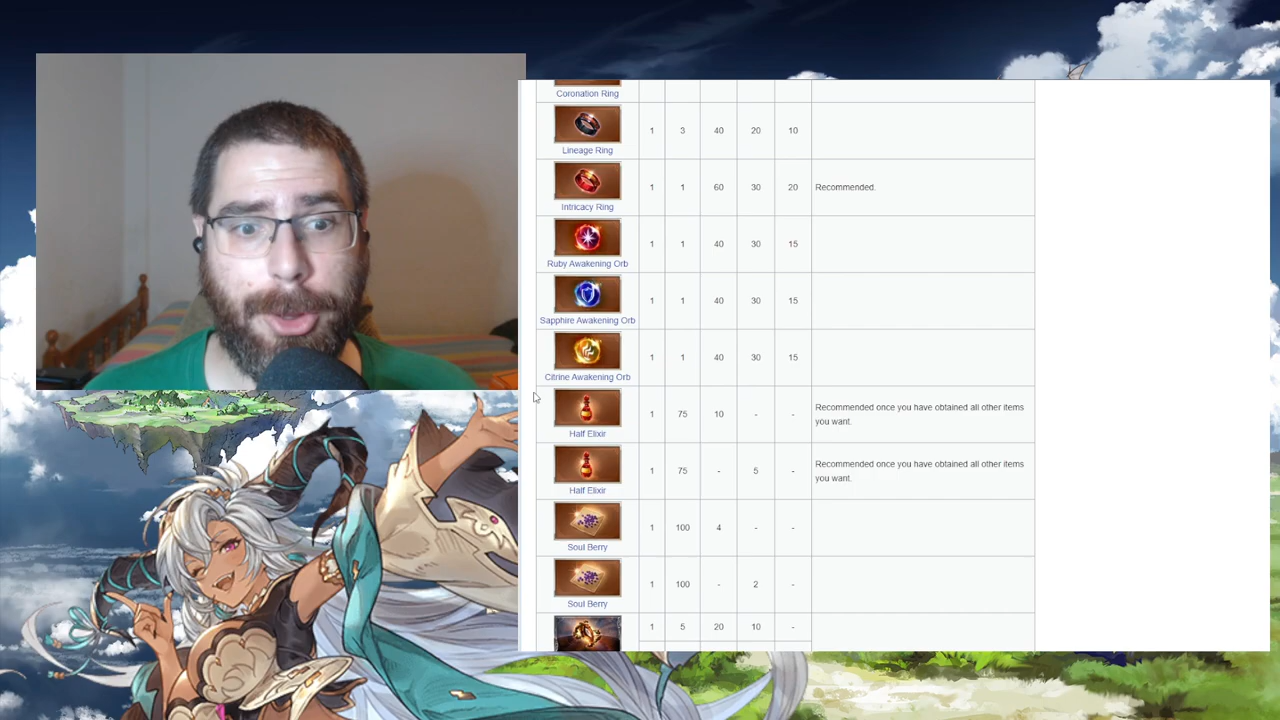 Coronation Ring
Lineage Ring 1 3 40 20 10
Intricacy Ring 1 1 60 30 20 Recommended.
Ruby Awakening Orb 1 1 40 30 15
Sapphire Awakening Orb 1 1 40 30 15
Citrine Awakening Orb 1 1 40 30 15
Half Elixir 1 75 10 - - Recommended once you have obtained all other items
you want.
Half Elixir 1 75 - 5 - Recommended once you have obtained all other items
you want.
Soul Berry 1 100 4 - -
Soul Berry 1 100 - 2 -
1 5 20 10 -